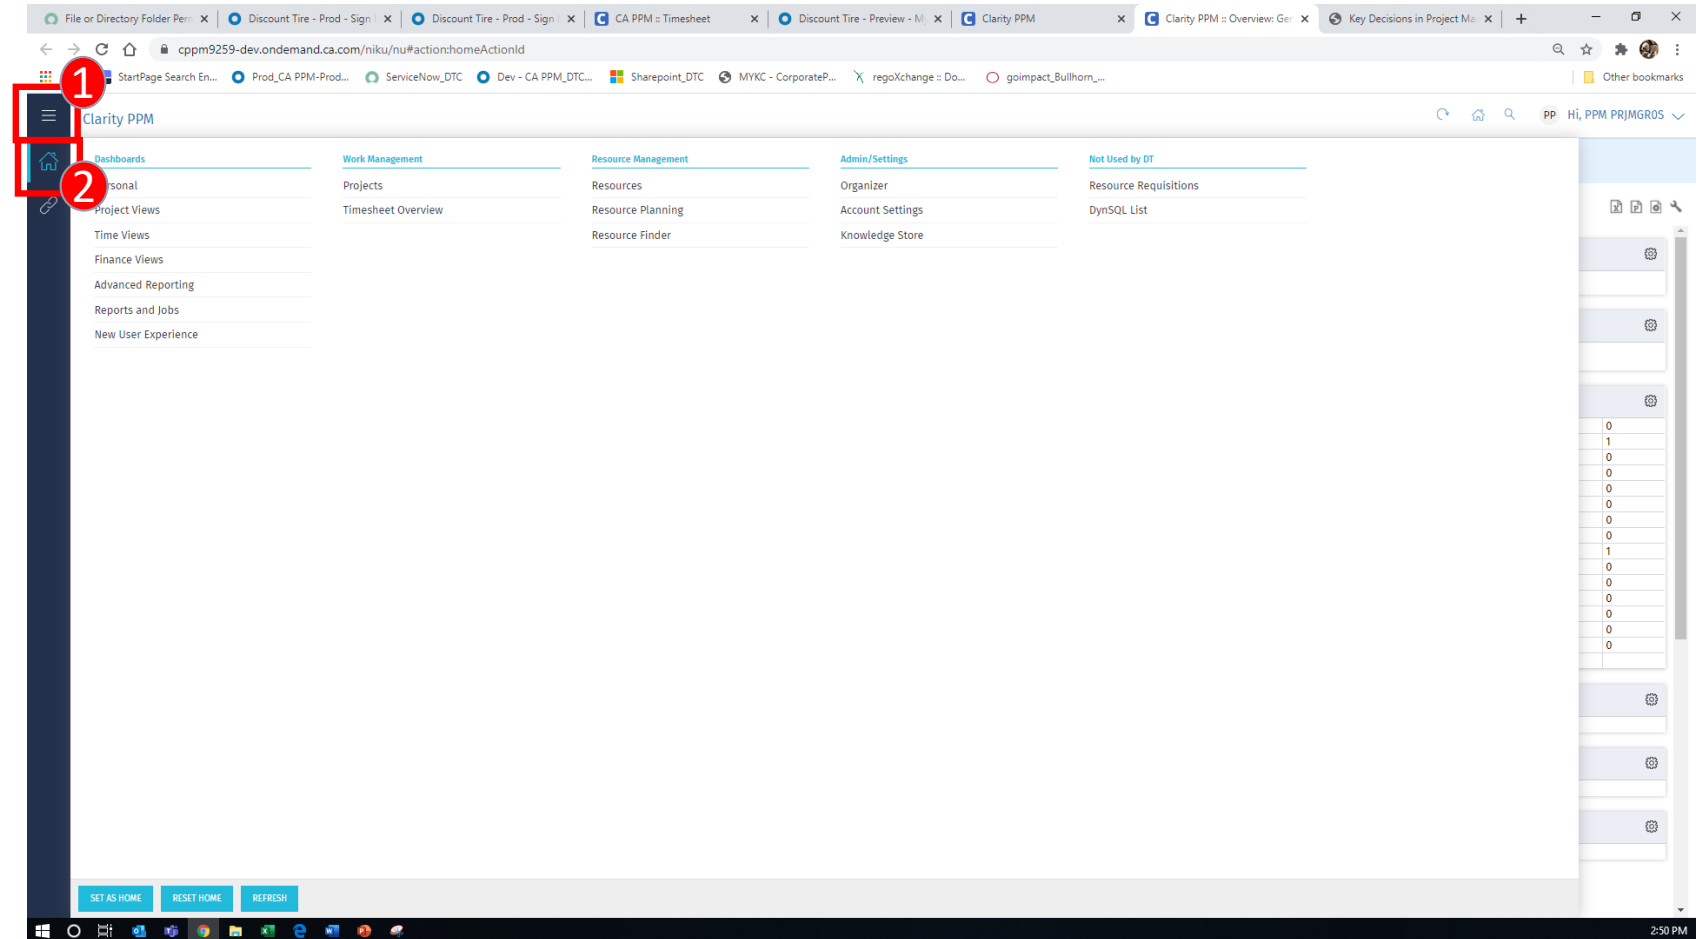 File or Directory Folder Perm
Discount Tire - Prod - Sign
Discount Tire - Prod - Sign
CA PPM :: Timesheet
Discount Tire - Preview - M
Clarity PPM
Clarity PPM :: Overview: Ger
Key Decisions in Project Ma
cppm9259-dev.ondemand.ca.com/niku/nu#action:homeActionId
StartPage Search En...
Prod_CA PPM-Prod...
ServiceNow_DTC
Dev - CA PPM_DTC...
Sharepoint_DTC
MYKC - CorporateP...
regoXchange :: Do...
goimpact_Bullhorn_...
Other bookmarks
1
Clarity PPM
PP Hi, PPM PRJMGR0S
2
Dashboards
Personal
Project Views
Time Views
Finance Views
Advanced Reporting
Reports and Jobs
New User Experience
Work Management
Projects
Timesheet Overview
Resource Management
Resources
Resource Planning
Resource Finder
Admin/Settings
Organizer
Account Settings
Knowledge Store
Not Used by DT
Resource Requisitions
DynSQL List
0
1
0
0
0
0
0
0
1
0
0
0
0
0
0
SET AS HOME
RESET HOME
REFRESH
2:50 PM